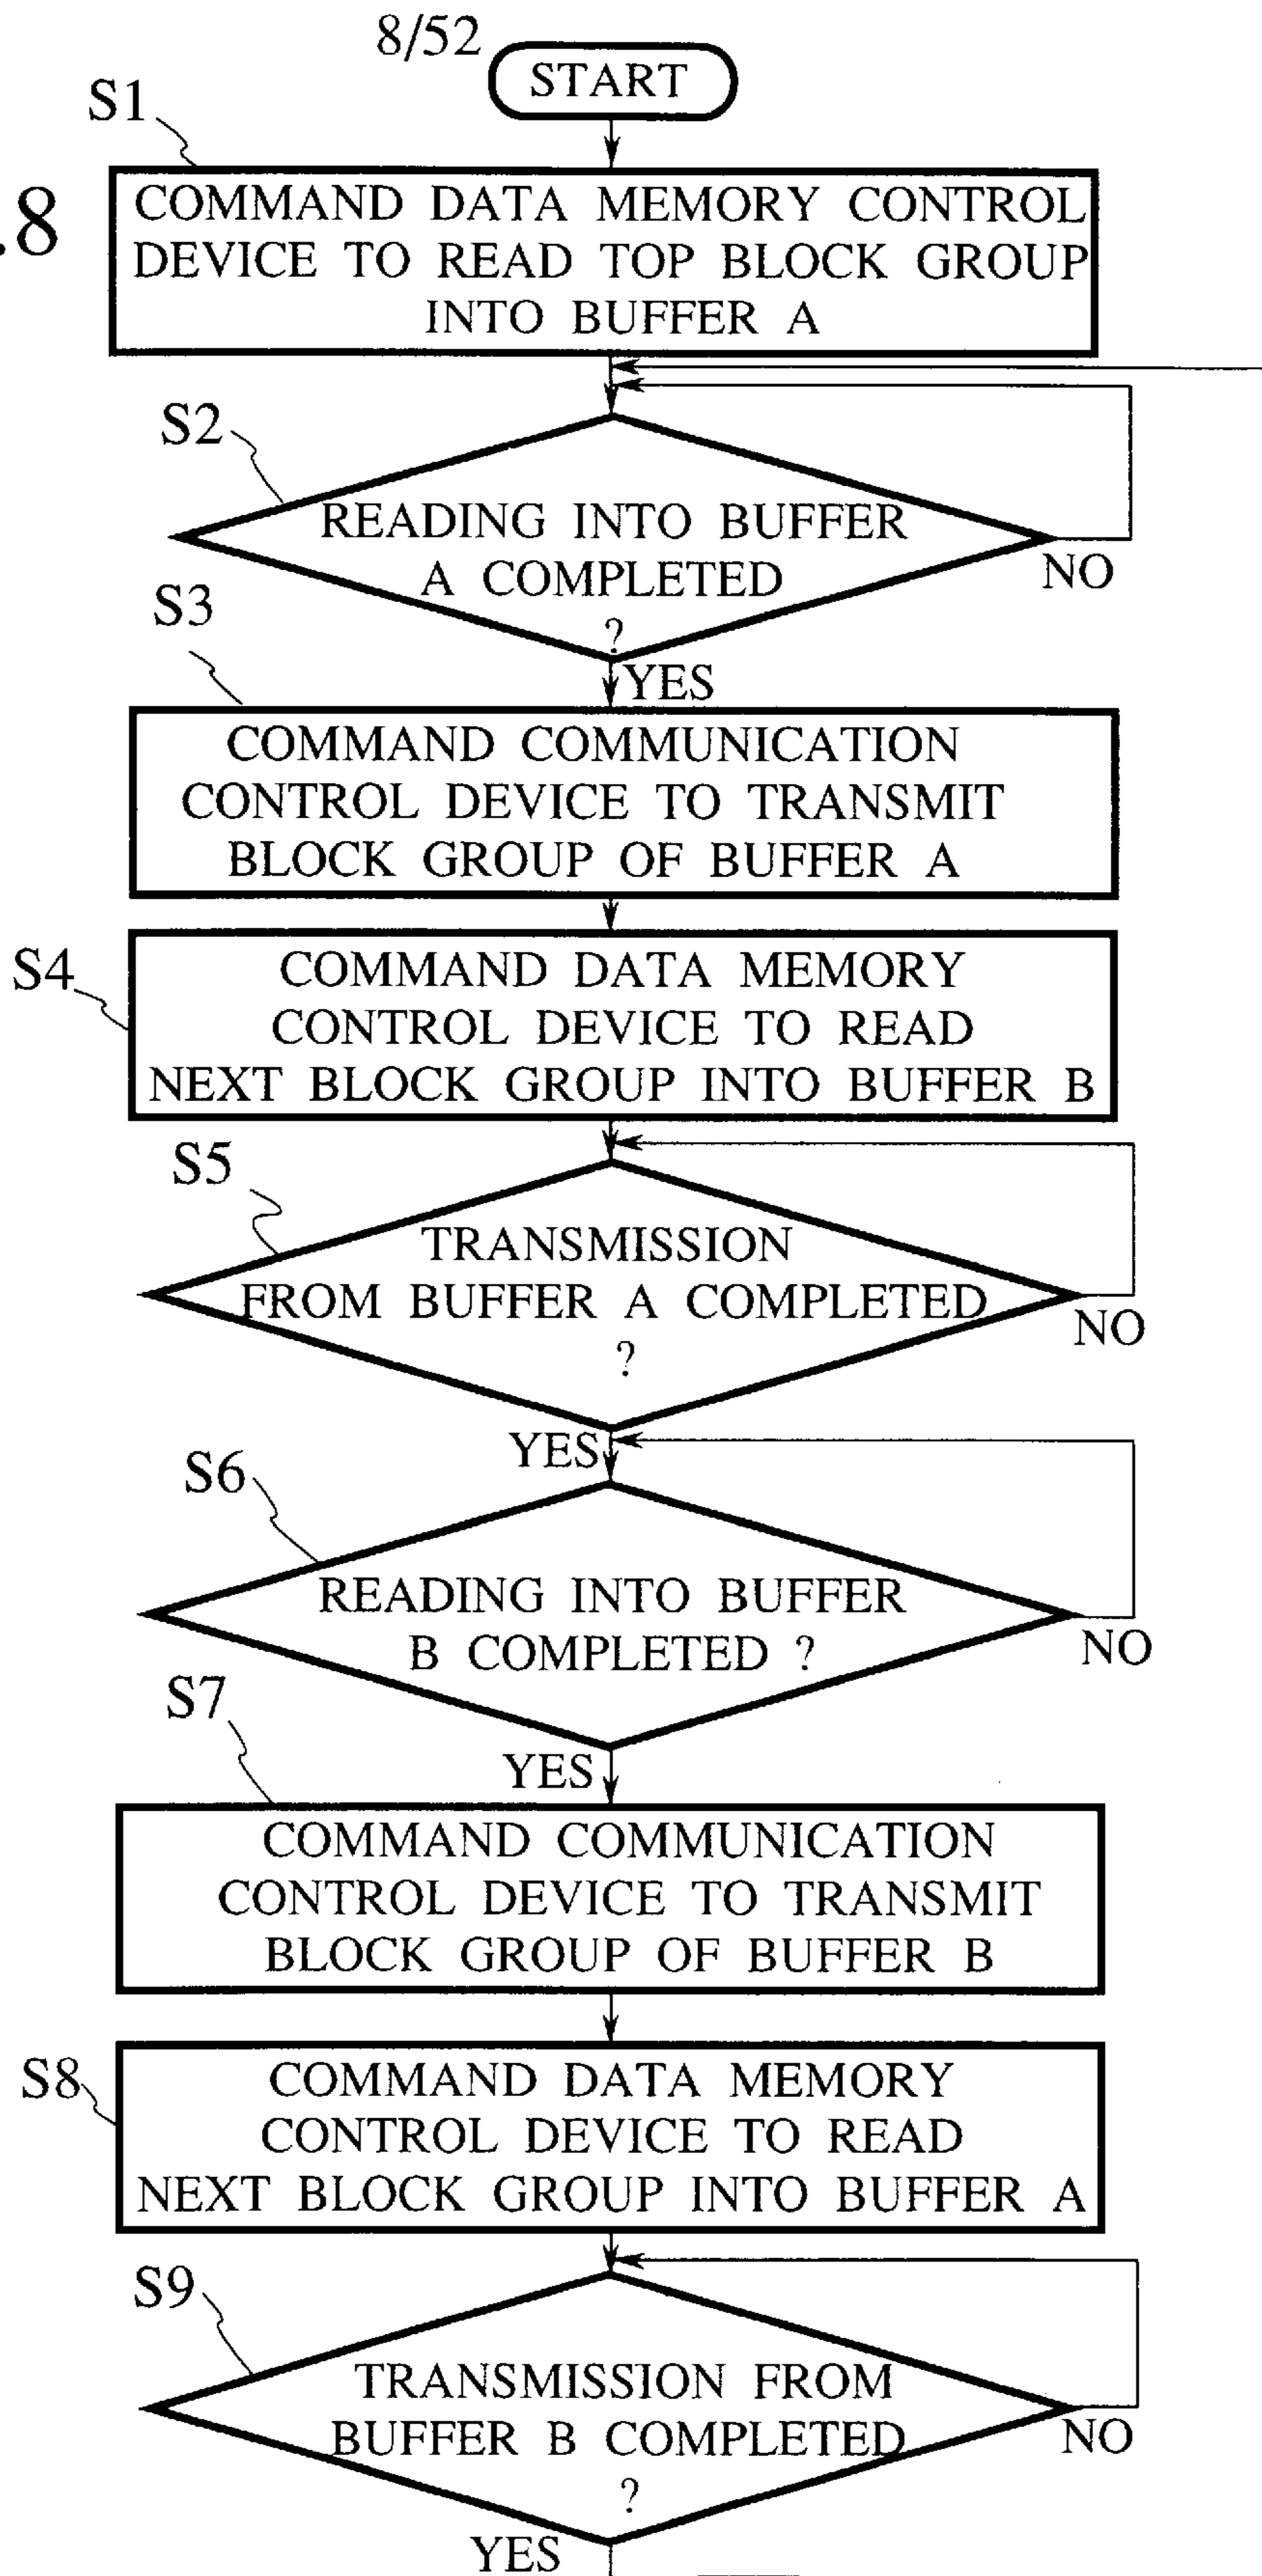 8/52
START
S1
.8
COMMAND DATA MEMORY CONTROL
DEVICE TO READ TOP BLOCK GROUP
INTO BUFFER A
S2
READING INTO BUFFER
A COMPLETED
?
NO
YES
S3
COMMAND COMMUNICATION
CONTROL DEVICE TO TRANSMIT
BLOCK GROUP OF BUFFER A
S4
COMMAND DATA MEMORY
CONTROL DEVICE TO READ
NEXT BLOCK GROUP INTO BUFFER B
S5
TRANSMISSION
FROM BUFFER A COMPLETED
?
NO
YES
S6
READING INTO BUFFER
B COMPLETED ?
NO
YES
S7
COMMAND COMMUNICATION
CONTROL DEVICE TO TRANSMIT
BLOCK GROUP OF BUFFER B
S8
COMMAND DATA MEMORY
CONTROL DEVICE TO READ
NEXT BLOCK GROUP INTO BUFFER A
S9
TRANSMISSION FROM
BUFFER B COMPLETED
?
NO
YES